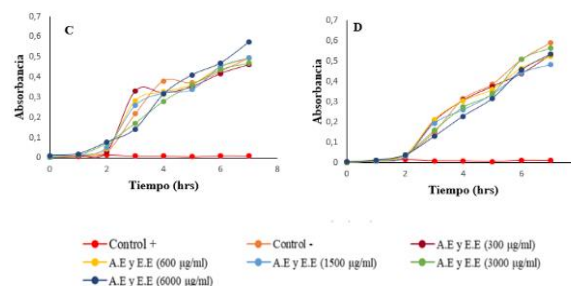 C
D
0,7
0,6
0,5
0,4
0,3
0,2
0,1
0
Absorbancia
0 2 4 6 8
Tiempo (hrs)
0,7
0,6
0,5
0,4
0,3
0,2
0,1
0
Absorbancia
0 2 4 6
Tiempo (hrs)
Control +
Control -
A.E y E.E (300 µg/ml)
A.E y E.E (600 µg/ml)
A.E y E.E (1500 µg/ml)
A.E y E.E (3000 µg/ml)
A.E y E.E (6000 µg/ml)